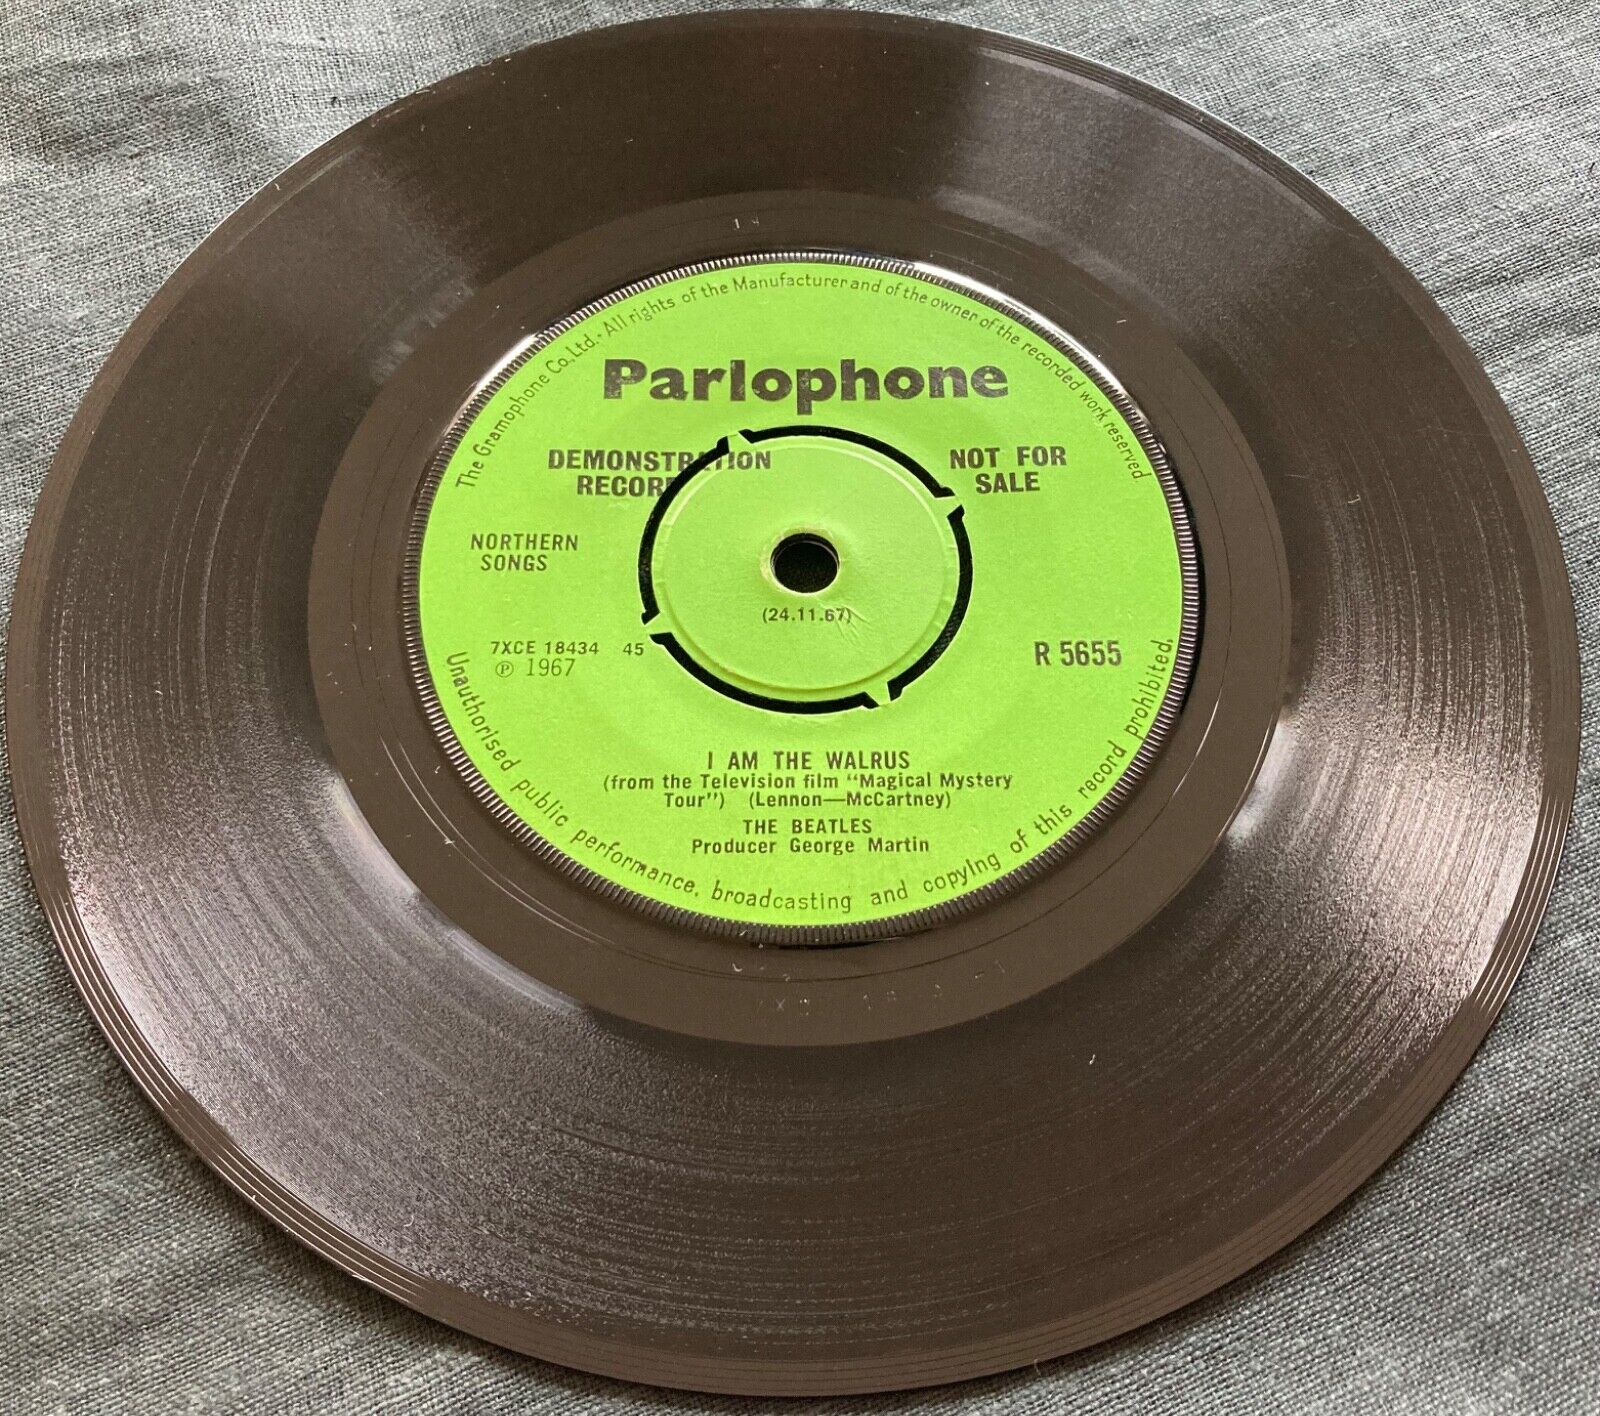 The Gramophone Co., Ltd. · All rights of the Manufacturer and of the owner of the recorded work reserved
Parlophone
DEMONSTRATION
RECORD
NOT FOR
SALE
NORTHERN
SONGS
(24.11.67)
7XCE 18434 45
℗ 1967
R 5655
I AM THE WALRUS
(from the Television film "Magical Mystery
Tour") (Lennon—McCartney)
THE BEATLES
Producer George Martin
Unauthorised public performance, broadcasting and copying of this record prohibited.